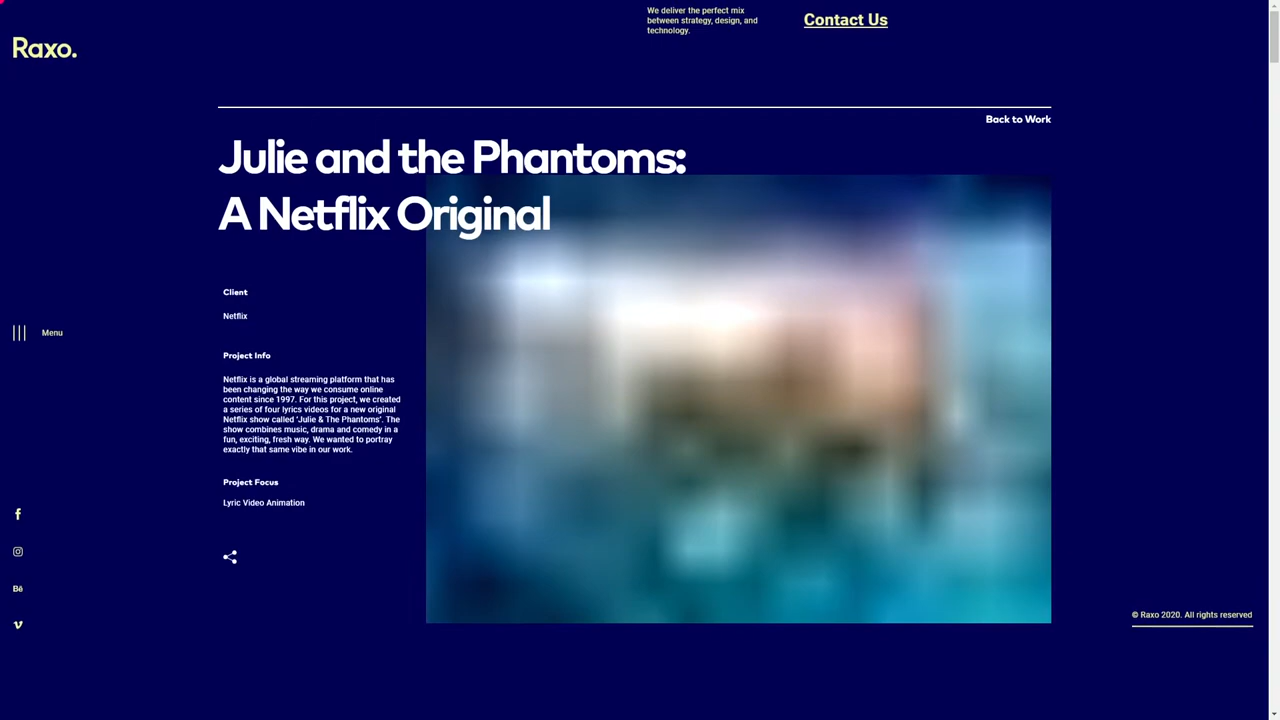 We deliver the perfect mix
between strategy, design, and
technology.
Contact Us
Raxo.
Back to Work
Julie and the Phantoms:
A Netflix Original
Client
Netflix
Menu
Project Info
Netflix is a global streaming platform that has
been changing the way we consume online
content since 1997. For this project, we created
a series of four lyrics videos for a new original
Netflix show called 'Julie & The Phantoms'. The
show combines music, drama and comedy in a
fun, exciting, fresh way. We wanted to portray
exactly that same vibe in our work.
Project Focus
Lyric Video Animation
© Raxo 2020. All rights reserved